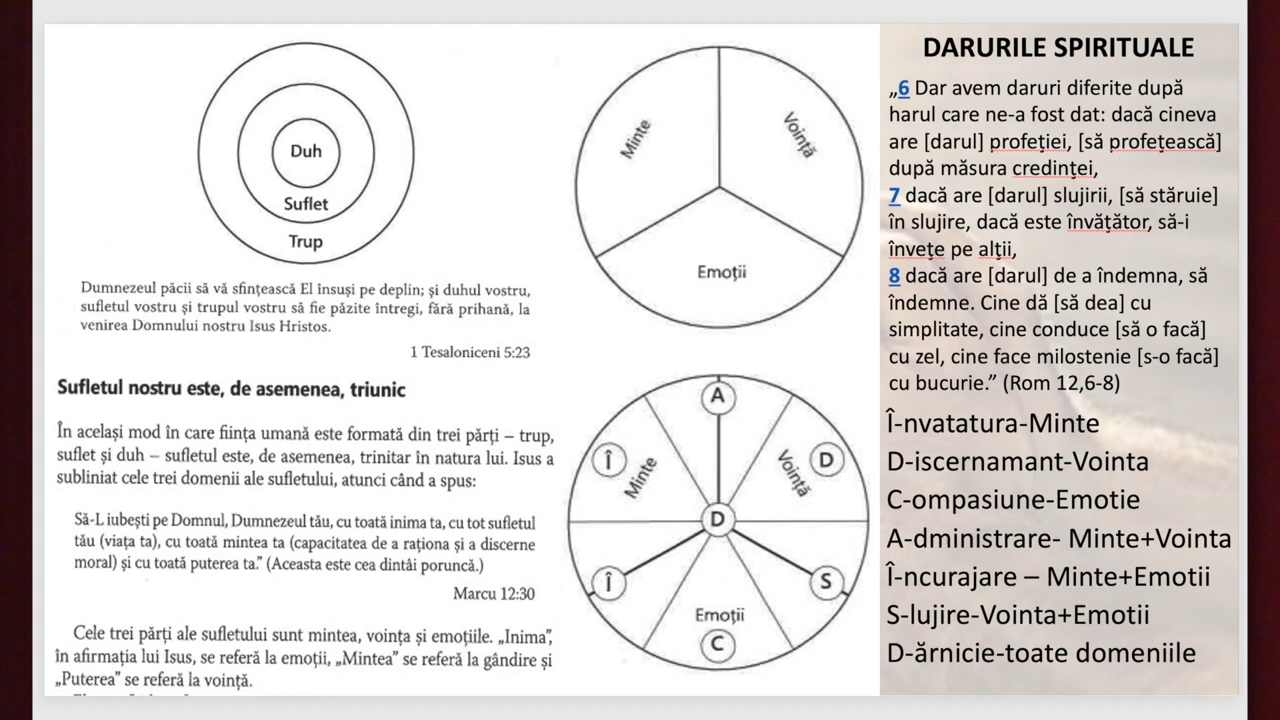 Duh
Suflet
Trup
Dumnezeul păcii să vă sfințească El însuși pe deplin; și duhul vostru,
sufletul vostru și trupul vostru să fie păzite întregi, fără prihană, la
venirea Domnului nostru Isus Hristos.
1 Tesaloniceni 5:23
Sufletul nostru este, de asemenea, triunic
În același mod în care ființa umană este formată din trei părți – trup,
suflet și duh – sufletul este, de asemenea, trinitar în natura lui. Isus a
subliniat cele trei domenii ale sufletului, atunci când a spus:
Să-L iubești pe Domnul, Dumnezeul tău, cu toată inima ta, cu tot sufletul
tău (viața ta), cu toată mintea ta (capacitatea de a raționa și a discerne
moral) și cu toată puterea ta.” (Aceasta este cea dintâi poruncă.)
Marcu 12:30
Cele trei părți ale sufletului sunt mintea, voința și emoțiile. „Inima”,
în afirmația lui Isus, se referă la emoții, „Mintea” se referă la gândire și
„Puterea” se referă la voință.
Minte
Voință
Emoții
A
Î
Minte
Voință
D
D
Î
S
Emoții
C
DARURILE SPIRITUALE
„6 Dar avem daruri diferite după
harul care ne-a fost dat: dacă cineva
are [darul] profeţiei, [să profeţească]
după măsura credinţei,
7 dacă are [darul] slujirii, [să stăruie]
în slujire, dacă este învăţător, să-i
înveţe pe alţii,
8 dacă are [darul] de a îndemna, să
îndemne. Cine dă [să dea] cu
simplitate, cine conduce [să o facă]
cu zel, cine face milostenie [s-o facă]
cu bucurie.” (Rom 12,6-8)
Î-nvatatura-Minte
D-iscernamant-Vointa
C-ompasiune-Emotie
A-dministrare- Minte+Vointa
Î-ncurajare – Minte+Emotii
S-lujire-Vointa+Emotii
D-ărnicie-toate domeniile